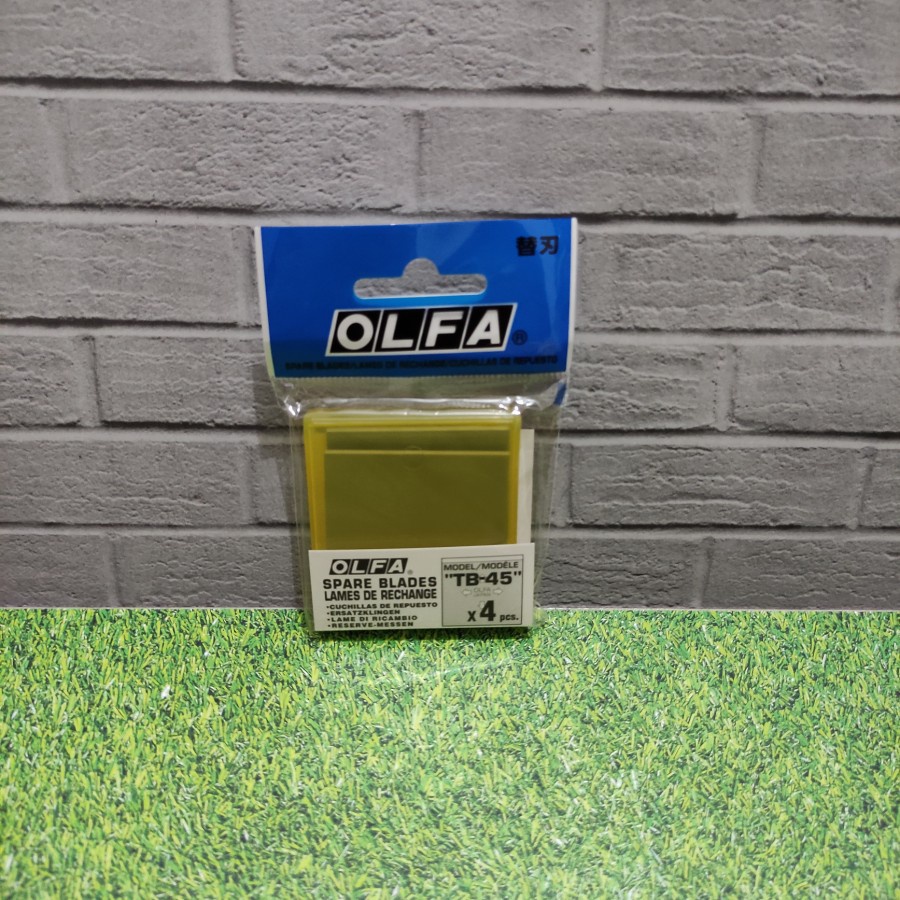 替刃
OLFA®
SPARE BLADES/LAMES DE RECHANGE/CUCHILLAS DE REPUESTO
OLFA®
SPARE BLADES
LAMES DE RECHANGE
•CUCHILLAS DE REPUESTO
•ERSATZKLINGEN
•LAME DI RICAMBIO
•RESERVE-MESSEN
MODEL/MODÈLE
"TB-45"
OLFA
x 4 pcs.